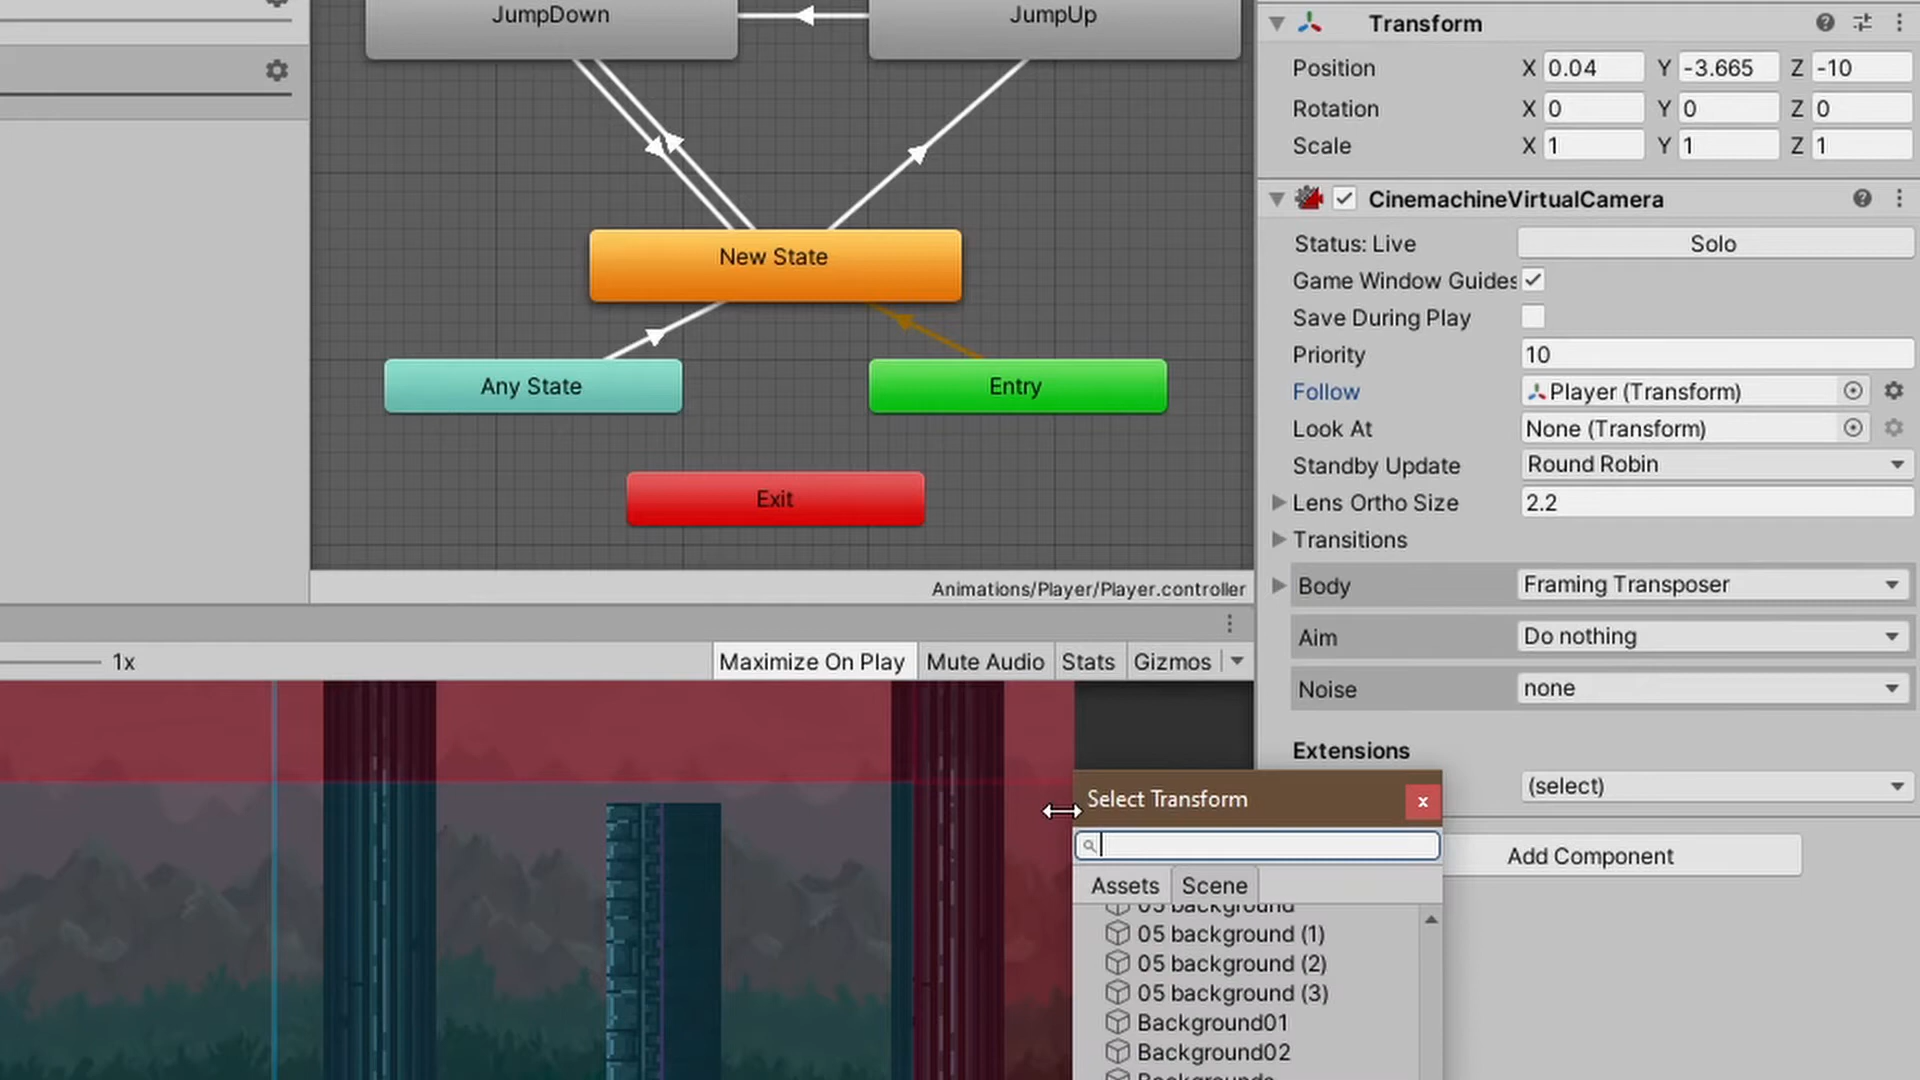 JumpDown
JumpUp
New State
Any State
Entry
Exit
Animations/Player/Player.controller
1x
Maximize On Play
Mute Audio
Stats
Gizmos
Transform
Position X 0.04 Y -3.665 Z -10
Rotation X 0 Y 0 Z 0
Scale X 1 Y 1 Z 1
CinemachineVirtualCamera
Status: Live Solo
Game Window Guides
Save During Play
Priority 10
Follow Player (Transform)
Look At None (Transform)
Standby Update Round Robin
Lens Ortho Size 2.2
Transitions
Body Framing Transposer
Aim Do nothing
Noise none
Extensions
(select)
Add Component
Select Transform
x
Assets Scene
05 background
05 background (1)
05 background (2)
05 background (3)
Background01
Background02